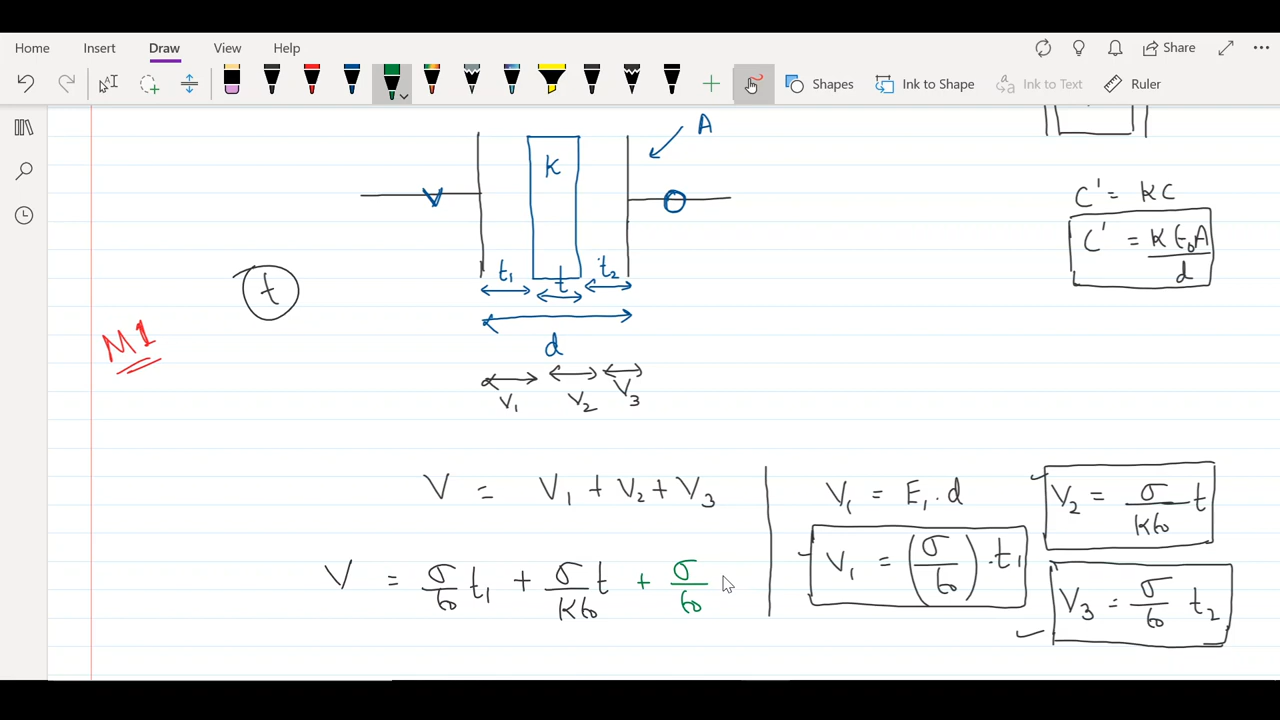 Home Insert Draw View Help Share
Shapes Ink to Shape Ink to Text Ruler
A
K
V O
C' = KC
C' = K ε₀A / d
t₁ t t₂
t
d
M1
V₁ V₂ V₃
V = V₁ + V₂ + V₃
V₁ = E₁ . d
V₂ = σ / Kε₀ t
V₁ = (σ / ε₀) . t₁
V = σ / ε₀ t₁ + σ / Kε₀ t + σ / ε₀
V₃ = σ / ε₀ t₂